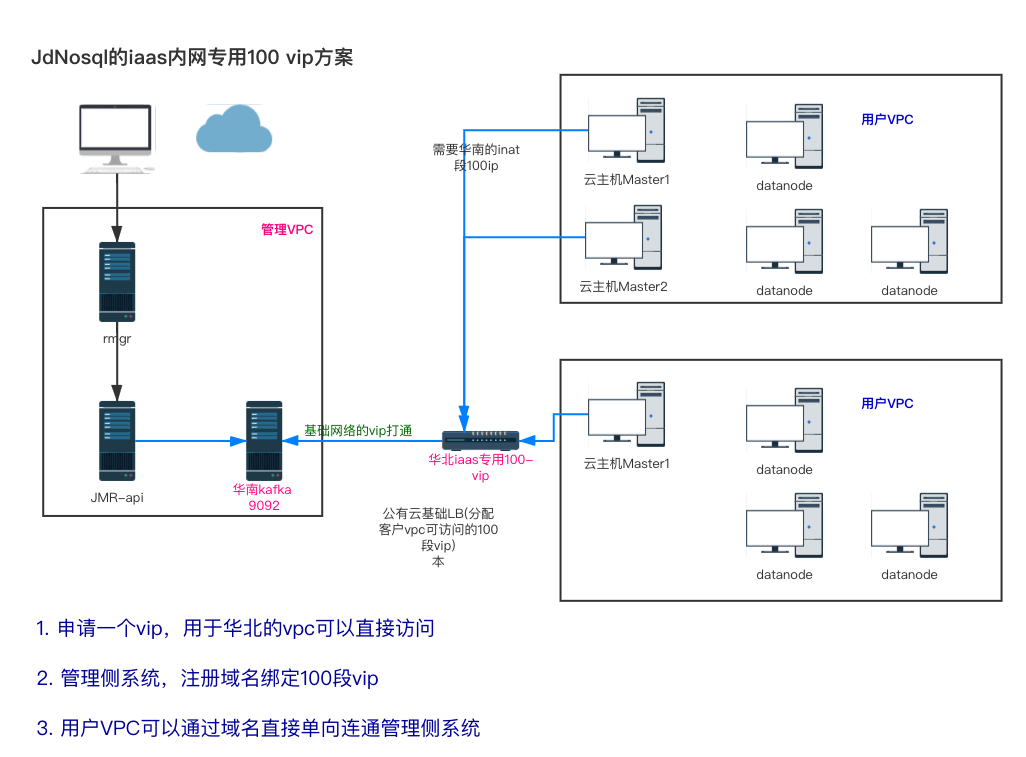 JdNosql的iaas内网专用100 vip方案
需要华南的inat
段100ip
用户VPC
云主机Master1
datanode
云主机Master2
datanode
datanode
管理VPC
rmgr
JMR-api
华南kafka
9092
基础网络的vip打通
华北iaas专用100-
vip
公有云基础LB(分配
客户vpc可访问的100
段vip)
本
用户VPC
云主机Master1
datanode
datanode
datanode
1. 申请一个vip，用于华北的vpc可以直接访问
2. 管理侧系统，注册域名绑定100段vip
3. 用户VPC可以通过域名直接单向连通管理侧系统